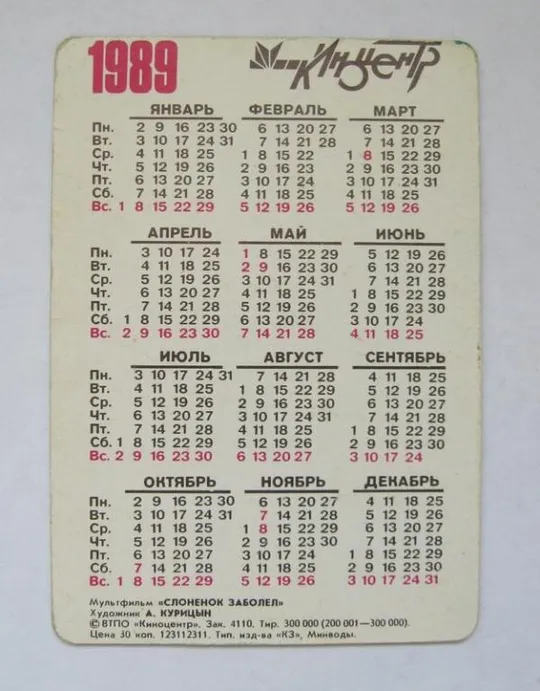 1989 Киноцентр
ЯНВАРЬ ФЕВРАЛЬ МАРТ
Пн. 2 9 16 23 30 6 13 20 27 6 13 20 27
Вт. 3 10 17 24 31 7 14 21 28 7 14 21 28
Ср. 4 11 18 25 1 8 15 22 1 8 15 22 29
Чт. 5 12 19 26 2 9 16 23 2 9 16 23 30
Пт. 6 13 20 27 3 10 17 24 3 10 17 24 31
Сб. 7 14 21 28 4 11 18 25 4 11 18 25
Вс. 1 8 15 22 29 5 12 19 26 5 12 19 26
АПРЕЛЬ МАЙ ИЮНЬ
Пн. 3 10 17 24 1 8 15 22 29 5 12 19 26
Вт. 4 11 18 25 2 9 16 23 30 6 13 20 27
Ср. 5 12 19 26 3 10 17 24 31 7 14 21 28
Чт. 6 13 20 27 4 11 18 25 1 8 15 22 29
Пт. 7 14 21 28 5 12 19 26 2 9 16 23 30
Сб. 1 8 15 22 29 6 13 20 27 3 10 17 24
Вс. 2 9 16 23 30 7 14 21 28 4 11 18 25
ИЮЛЬ АВГУСТ СЕНТЯБРЬ
Пн. 3 10 17 24 31 7 14 21 28 4 11 18 25
Вт. 4 11 18 25 1 8 15 22 29 5 12 19 26
Ср. 5 12 19 26 2 9 16 23 30 6 13 20 27
Чт. 6 13 20 27 3 10 17 24 31 7 14 21 28
Пт. 7 14 21 28 4 11 18 25 1 8 15 22 29
Сб. 1 8 15 22 29 5 12 19 26 2 9 16 23 30
Вс. 2 9 16 23 30 6 13 20 27 3 10 17 24
ОКТЯБРЬ НОЯБРЬ ДЕКАБРЬ
Пн. 2 9 16 23 30 6 13 20 27 4 11 18 25
Вт. 3 10 17 24 31 7 14 21 28 5 12 19 26
Ср. 4 11 18 25 1 8 15 22 29 6 13 20 27
Чт. 5 12 19 26 2 9 16 23 30 7 14 21 28
Пт. 6 13 20 27 3 10 17 24 1 8 15 22 29
Сб. 7 14 21 28 4 11 18 25 2 9 16 23 30
Вс. 1 8 15 22 29 5 12 19 26 3 10 17 24 31
Мультфильм «СЛОНЕНОК ЗАБОЛЕЛ»
Художник А. КУРИЦЫН
© ВТПО «Киноцентр». Зак. 4110. Тир. 300 000 (200 001—300 000).
Цена 30 коп. 123112311. Тип. изд-ва «КЗ», Минводы.